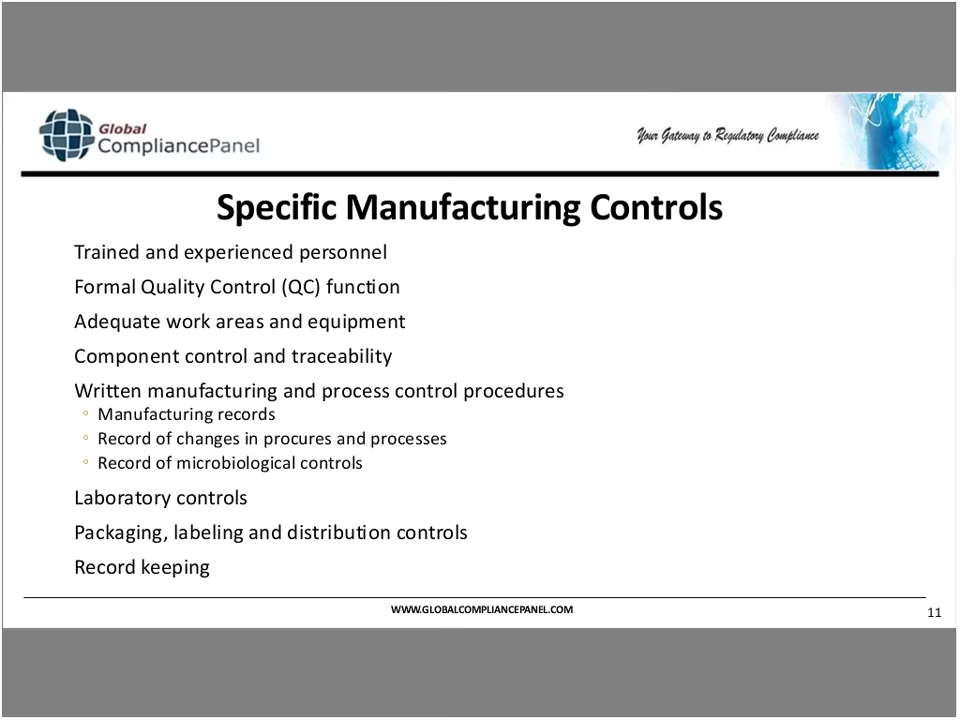 Global
CompliancePanel
Your Gateway to Regulatory Compliance
Specific Manufacturing Controls
Trained and experienced personnel
Formal Quality Control (QC) function
Adequate work areas and equipment
Component control and traceability
Written manufacturing and process control procedures
◦ Manufacturing records
◦ Record of changes in procures and processes
◦ Record of microbiological controls
Laboratory controls
Packaging, labeling and distribution controls
Record keeping
WWW.GLOBALCOMPLIANCEPANEL.COM
11